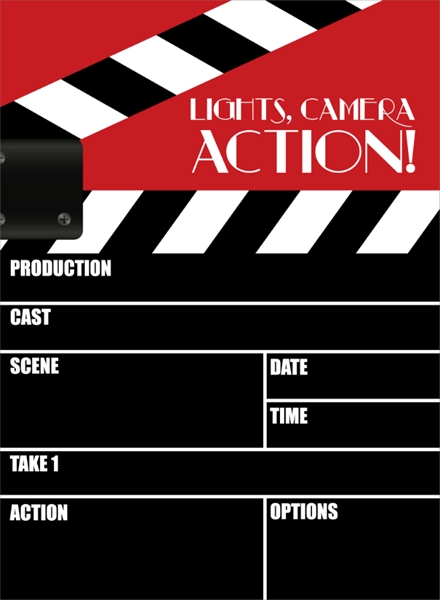 LIGHTS, CAMERA
ACTION!
PRODUCTION
CAST
SCENE
DATE
TIME
TAKE 1
ACTION
OPTIONS